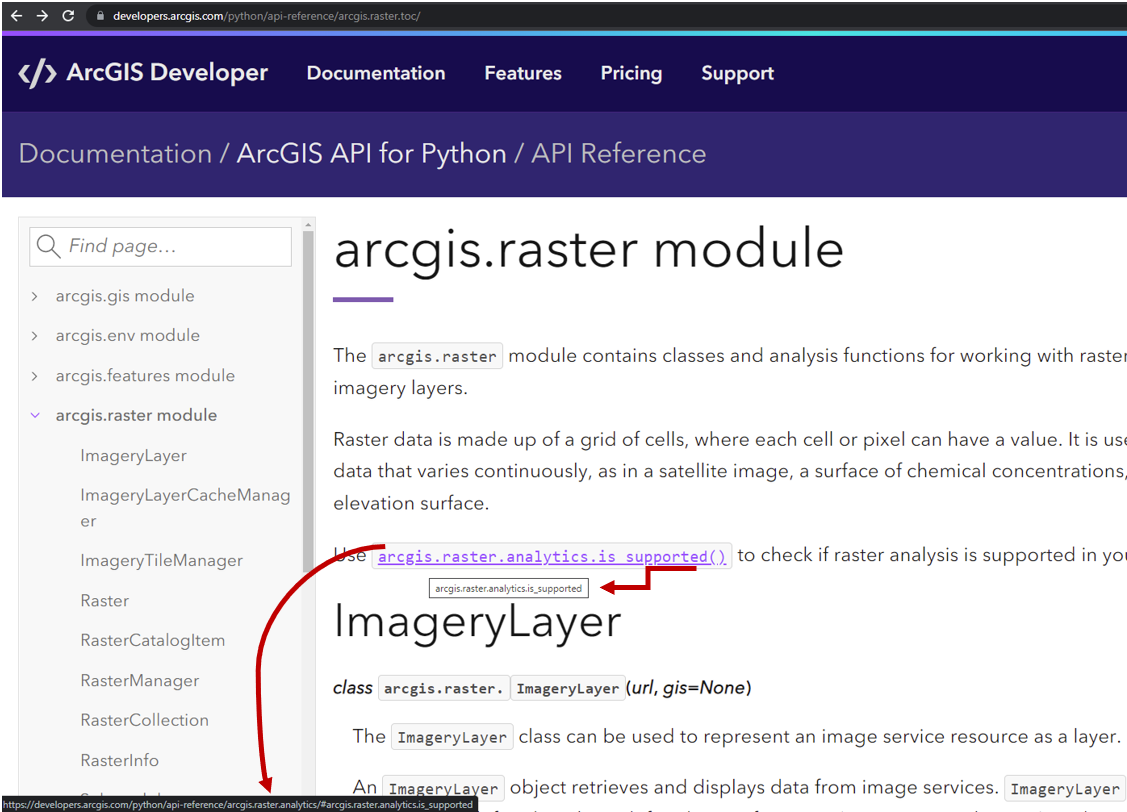 developers.arcgis.com/python/api-reference/arcgis.raster.toc/
</> ArcGIS Developer Documentation Features Pricing Support
Documentation / ArcGIS API for Python / API Reference
Find page...
arcgis.gis module
arcgis.env module
arcgis.features module
arcgis.raster module
ImageryLayer
ImageryLayerCacheManag
er
ImageryTileManager
Raster
RasterCatalogItem
RasterManager
RasterCollection
RasterInfo
arcgis.raster module
The arcgis.raster module contains classes and analysis functions for working with raster
imagery layers.
Raster data is made up of a grid of cells, where each cell or pixel can have a value. It is use
data that varies continuously, as in a satellite image, a surface of chemical concentrations,
elevation surface.
Use arcgis.raster.analytics.is_supported() to check if raster analysis is supported in you
arcgis.raster.analytics.is_supported
ImageryLayer
class arcgis.raster. ImageryLayer(url, gis=None)
The ImageryLayer class can be used to represent an image service resource as a layer.
An ImageryLayer object retrieves and displays data from image services. ImageryLayer
https://developers.arcgis.com/python/api-reference/arcgis.raster.analytics/#arcgis.raster.analytics.is_supported